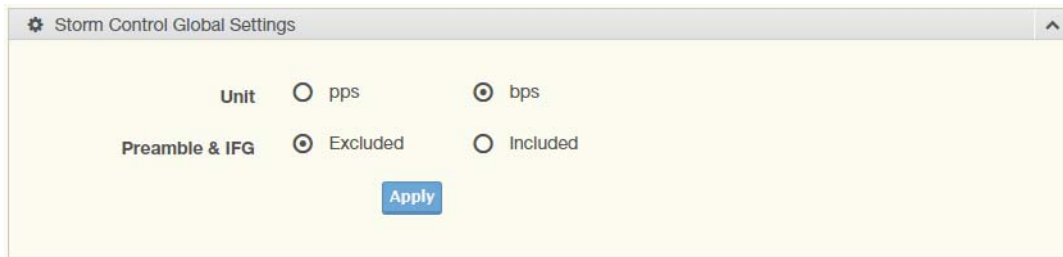 Storm Control Global Settings
Unit pps bps
Preamble & IFG Excluded Included
Apply